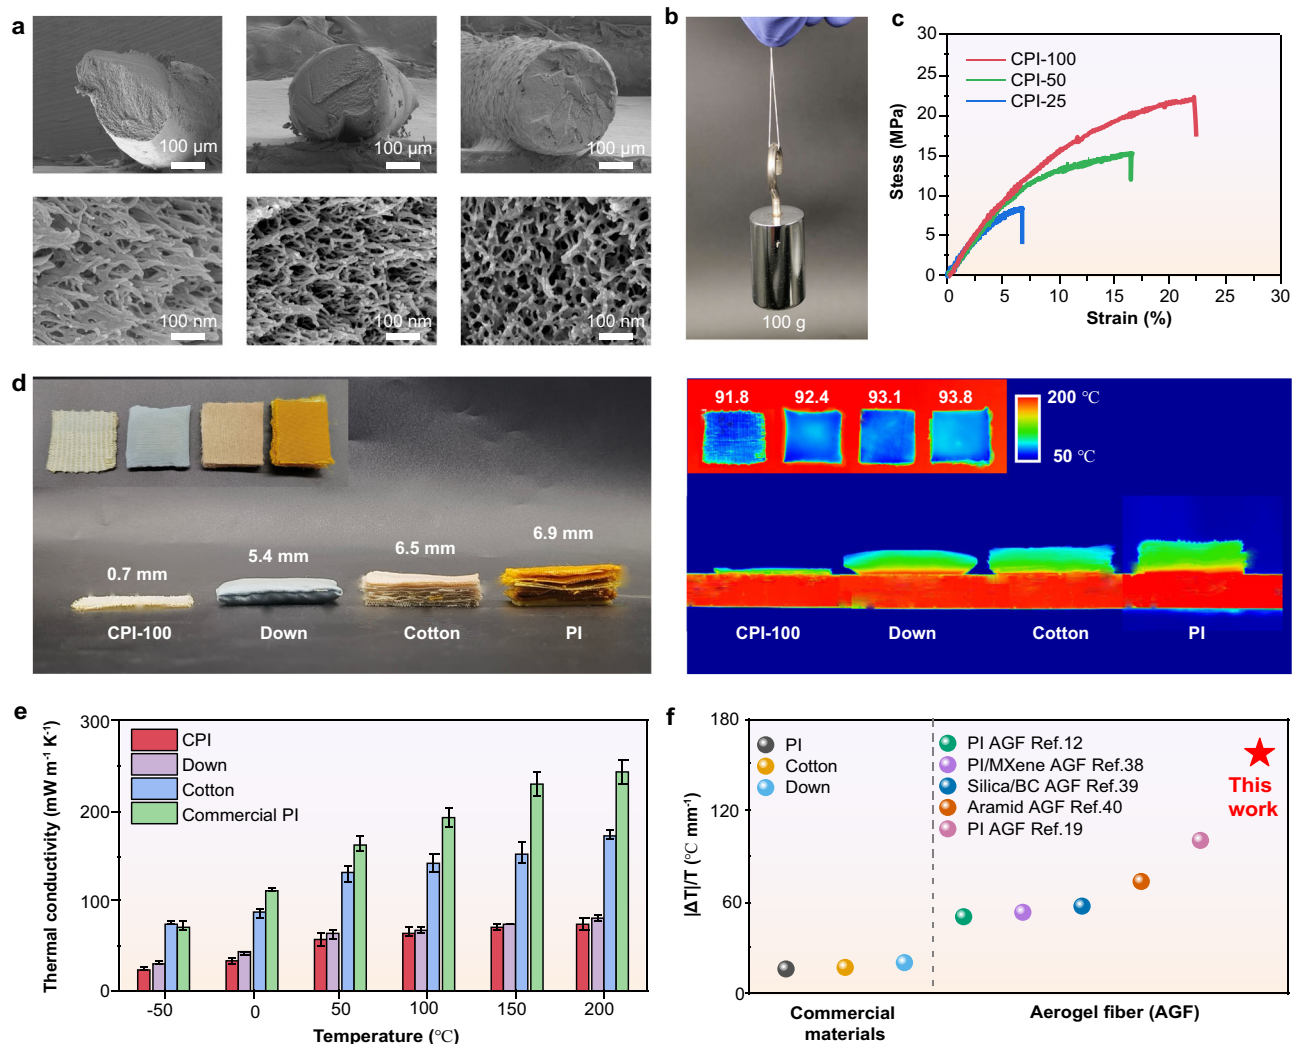 a
100 µm
100 µm
100 µm
100 nm
100 nm
100 nm
b
100 g
c
Stess (MPa)
30
25
20
15
10
5
0
CPI-100
CPI-50
CPI-25
0 5 10 15 20 25 30
Strain (%)
d
0.7 mm
5.4 mm
6.5 mm
6.9 mm
CPI-100 Down Cotton PI
91.8 92.4 93.1 93.8
200 ℃
50 ℃
CPI-100 Down Cotton PI
e
Thermal conductivity (mW m⁻¹ K⁻¹)
300
200
100
0
CPI
Down
Cotton
Commercial PI
-50 0 50 100 150 200
Temperature (℃)
f
|ΔT|/T (℃ mm⁻¹)
180
120
60
0
PI
Cotton
Down
PI AGF Ref.12
PI/MXene AGF Ref.38
Silica/BC AGF Ref.39
Aramid AGF Ref.40
PI AGF Ref.19
This
work
Commercial
materials
Aerogel fiber (AGF)